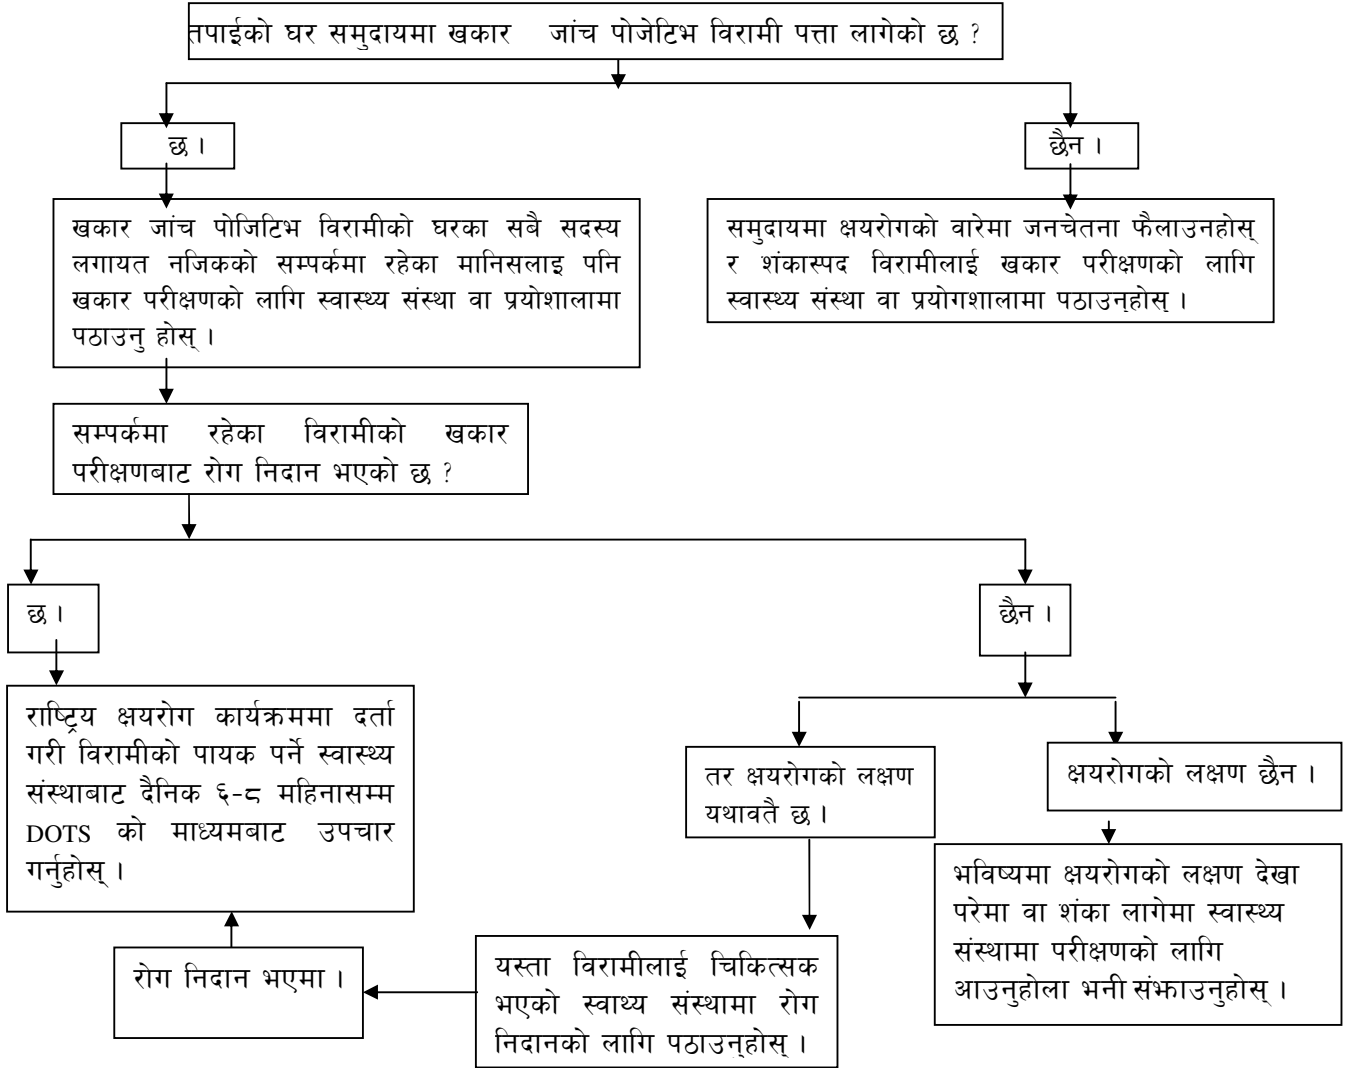 तपाईको घर समुदायमा खकार जांच पोजेटिभ विरामी पत्ता लागेको छ ?
छ ।
छैन ।
खकार जांच पोजिटिभ विरामीको घरका सबै सदस्य
लगायत नजिकको सम्पर्कमा रहेका मानिसलाइ पनि
खकार परीक्षणको लागि स्वास्थ्य संस्था वा प्रयोशालामा
पठाउनु होस् ।
समुदायमा क्षयरोगको वारेमा जनचेतना फैलाउनहोस्
र शंकास्पद विरामीलाई खकार परीक्षणको लागि
स्वास्थ्य संस्था वा प्रयोगशालामा पठाउनुहोस् ।
सम्पर्कमा रहेका विरामीको खकार
परीक्षणबाट रोग निदान भएको छ ?
छ ।
छैन ।
राष्ट्रिय क्षयरोग कार्यक्रममा दर्ता
गरी विरामीको पायक पर्ने स्वास्थ्य
संस्थाबाट दैनिक ६-८ महिनासम्म
DOTS को माध्यमबाट उपचार
गर्नुहोस् ।
तर क्षयरोगको लक्षण
यथावतै छ ।
क्षयरोगको लक्षण छैन ।
भविष्यमा क्षयरोगको लक्षण देखा
परेमा वा शंका लागेमा स्वास्थ्य
संस्थामा परीक्षणको लागि
आउनुहोला भनी संझाउनुहोस् ।
रोग निदान भएमा ।
यस्ता विरामीलाई चिकित्सक
भएको स्वाथ्य संस्थामा रोग
निदानको लागि पठाउनुहोस् ।